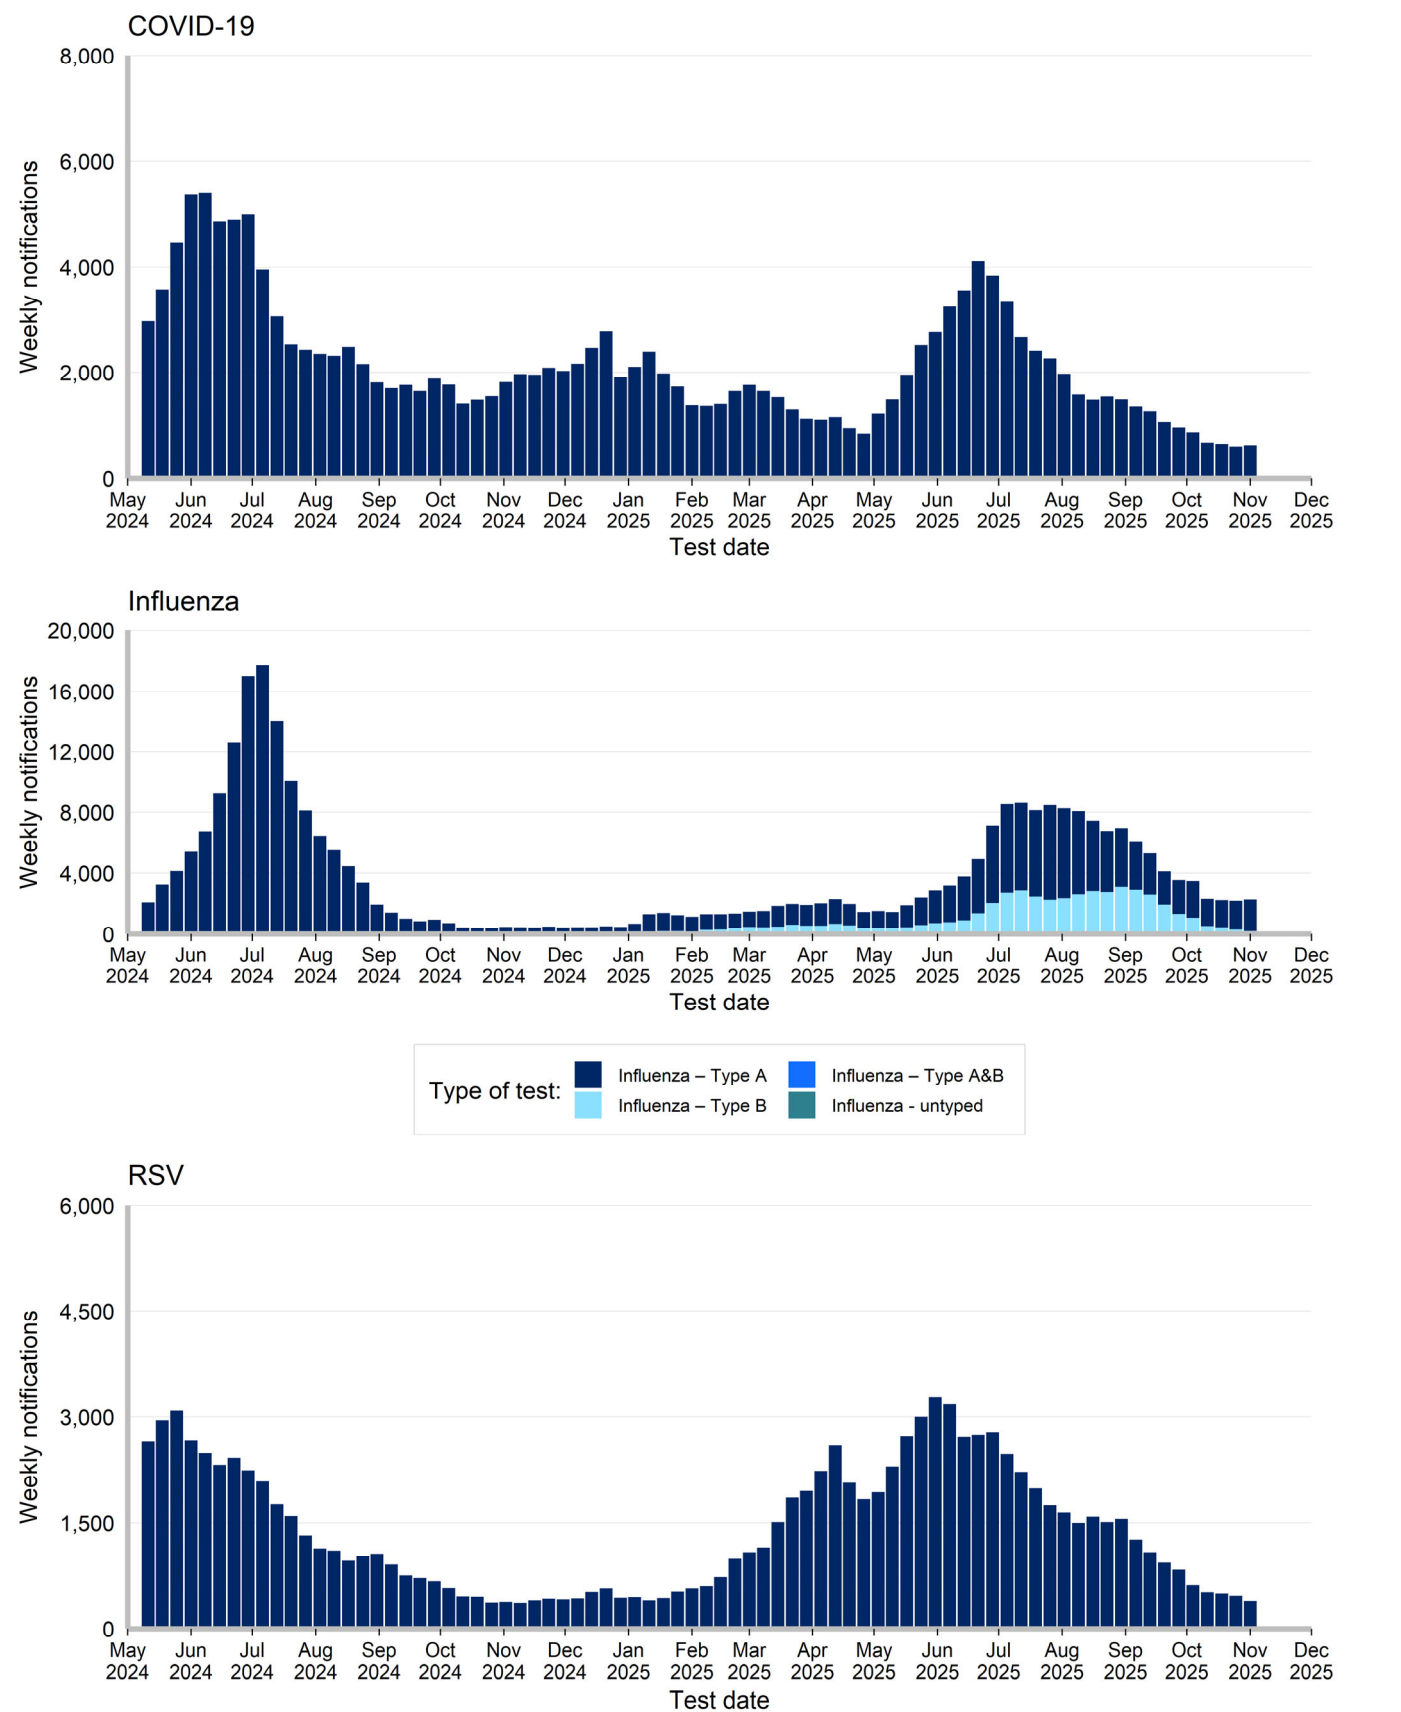 COVID-19
8,000
6,000
4,000
2,000
0
Weekly notifications
May Jun Jul Aug Sep Oct Nov Dec Jan Feb Mar Apr May Jun Jul Aug Sep Oct Nov Dec
2024 2024 2024 2024 2024 2024 2024 2024 2025 2025 2025 2025 2025 2025 2025 2025 2025 2025 2025 2025
Test date
Influenza
20,000
16,000
12,000
8,000
4,000
0
Weekly notifications
May Jun Jul Aug Sep Oct Nov Dec Jan Feb Mar Apr May Jun Jul Aug Sep Oct Nov Dec
2024 2024 2024 2024 2024 2024 2024 2024 2025 2025 2025 2025 2025 2025 2025 2025 2025 2025 2025 2025
Test date
Type of test:
Influenza – Type A
Influenza – Type A&B
Influenza – Type B
Influenza - untyped
RSV
6,000
4,500
3,000
1,500
0
Weekly notifications
May Jun Jul Aug Sep Oct Nov Dec Jan Feb Mar Apr May Jun Jul Aug Sep Oct Nov Dec
2024 2024 2024 2024 2024 2024 2024 2024 2025 2025 2025 2025 2025 2025 2025 2025 2025 2025 2025 2025
Test date